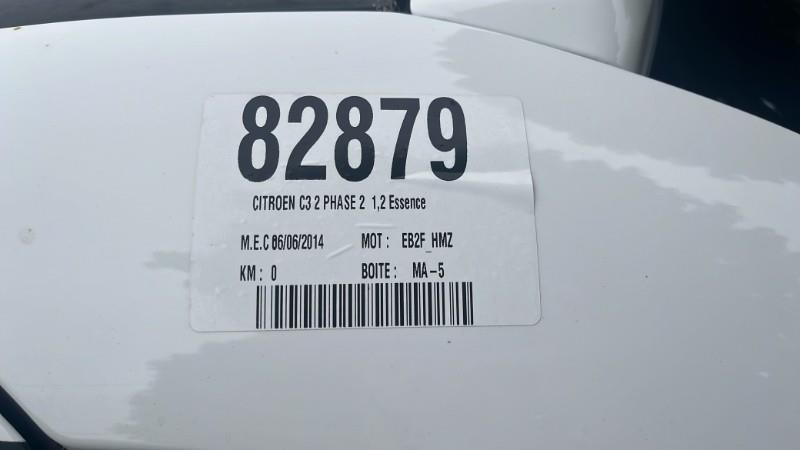 82879
CITROEN C3 2 PHASE 2 1,2 Essence
M.E.C 06/06/2014 MOT : EB2F_HMZ
KM : 0 BOITE : MA-5